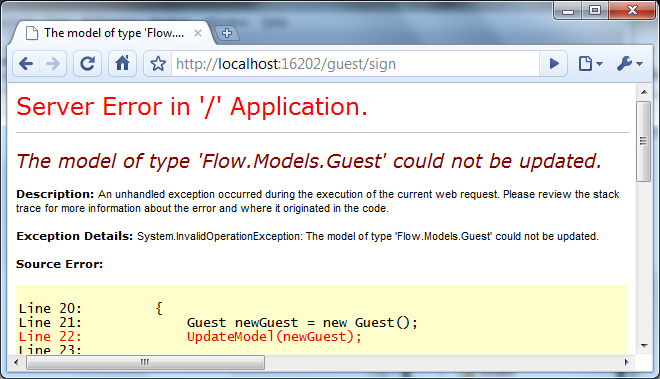 The model of type 'Flow....
http://localhost:16202/guest/sign
Server Error in '/' Application.
The model of type 'Flow.Models.Guest' could not be updated.
Description: An unhandled exception occurred during the execution of the current web request. Please review the stack
trace for more information about the error and where it originated in the code.
Exception Details: System.InvalidOperationException: The model of type 'Flow.Models.Guest' could not be updated.
Source Error:
Line 20:         {
Line 21:             Guest newGuest = new Guest();
Line 22:             UpdateModel(newGuest);
Line 23: